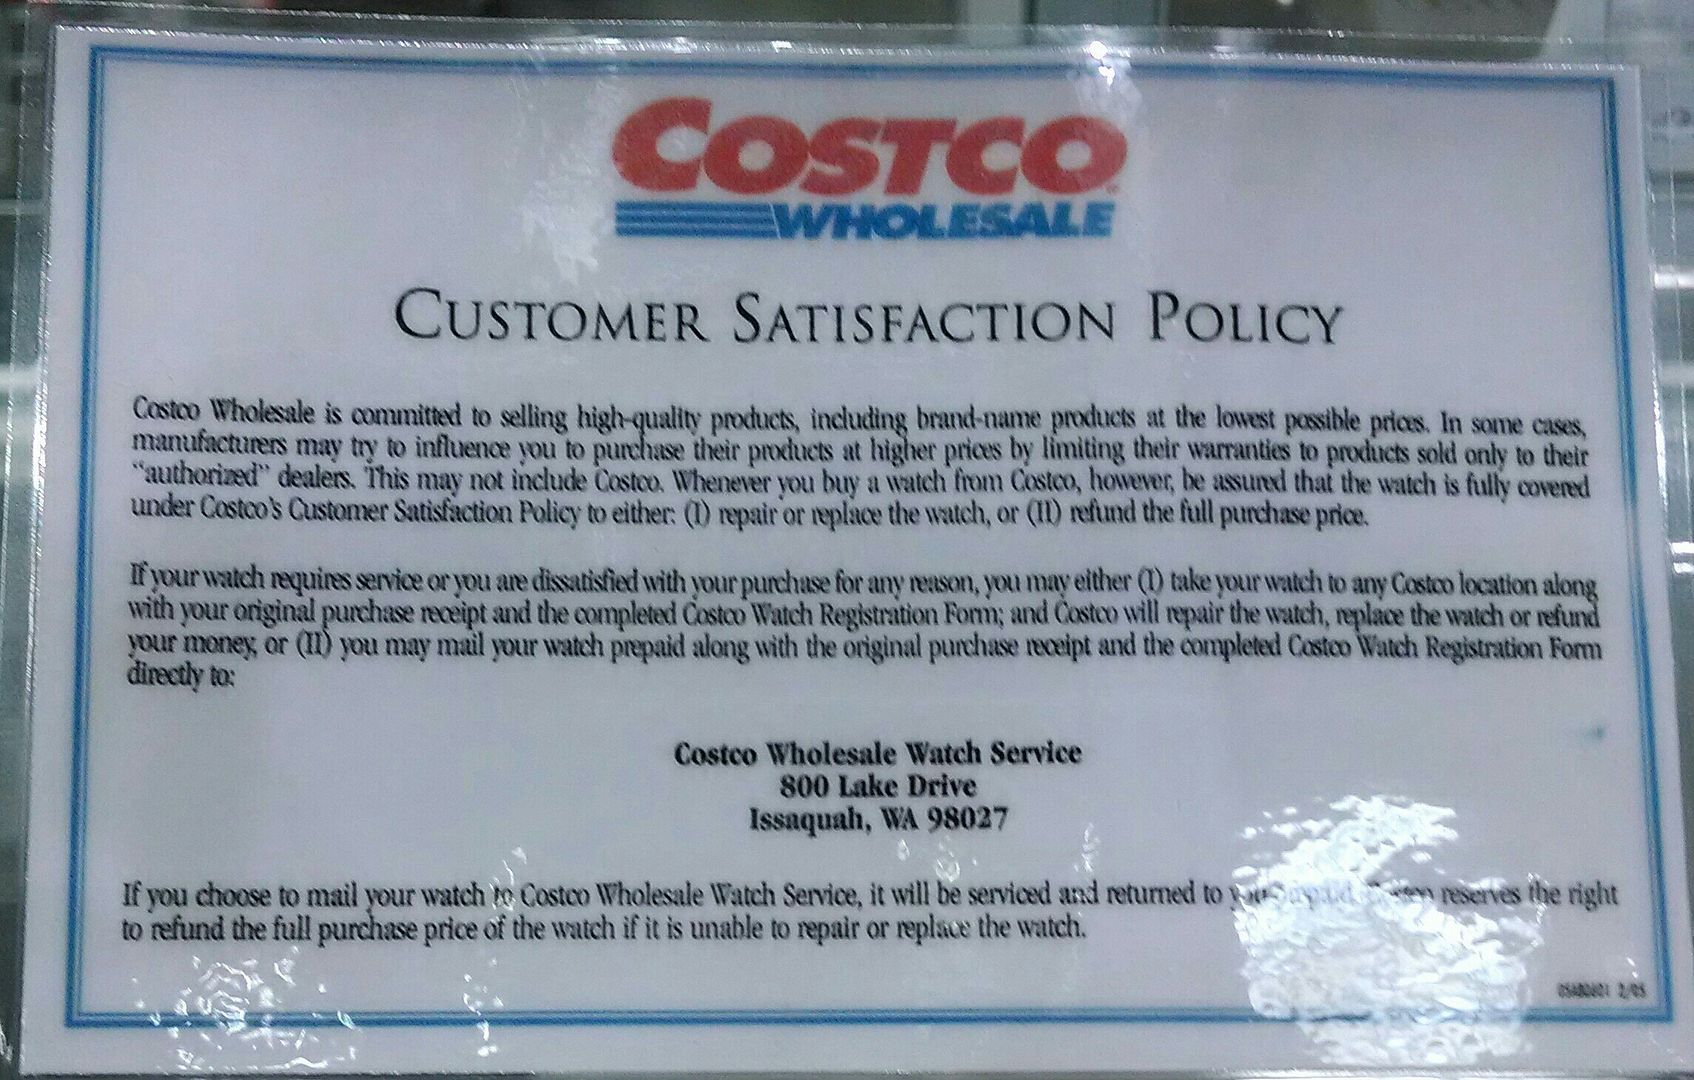 COSTCO
WHOLESALE
CUSTOMER SATISFACTION POLICY
Costco Wholesale is committed to selling high-quality products, including brand-name products at the lowest possible prices. In some cases,
manufacturers may try to influence you to purchase their products at higher prices by limiting their warranties to products sold only to their
“authorized” dealers. This may not include Costco. Whenever you buy a watch from Costco, however, be assured that the watch is fully covered
under Costco's Customer Satisfaction Policy to either: (I) repair or replace the watch, or (II) refund the full purchase price.
If your watch requires service or you are dissatisfied with your purchase for any reason, you may either (I) take your watch to any Costco location along
with your original purchase receipt and the completed Costco Watch Registration Form; and Costco will repair the watch, replace the watch or refund
your money, or (II) you may mail your watch prepaid along with the original purchase receipt and the completed Costco Watch Registration Form
directly to:
Costco Wholesale Watch Service
800 Lake Drive
Issaquah, WA 98027
If you choose to mail your watch to Costco Wholesale Watch Service, it will be serviced and returned to you prepaid. Costco reserves the right
to refund the full purchase price of the watch if it is unable to repair or replace the watch.
2/05